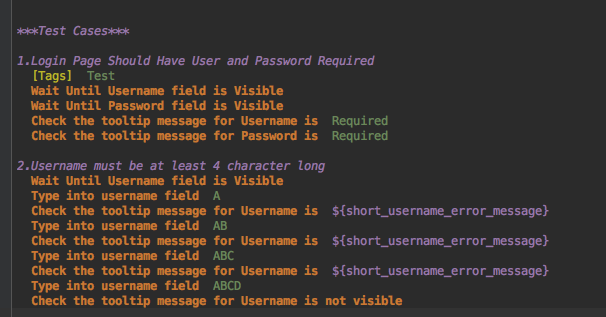 ***Test Cases***
1.Login Page Should Have User and Password Required
[Tags] Test
Wait Until Username field is Visible
Wait Until Password field is Visible
Check the tooltip message for Username is Required
Check the tooltip message for Password is Required
2.Username must be at least 4 character long
Wait Until Username field is Visible
Type into username field A
Check the tooltip message for Username is ${short_username_error_message}
Type into username field AB
Check the tooltip message for Username is ${short_username_error_message}
Type into username field ABC
Check the tooltip message for Username is ${short_username_error_message}
Type into username field ABCD
Check the tooltip message for Username is not visible